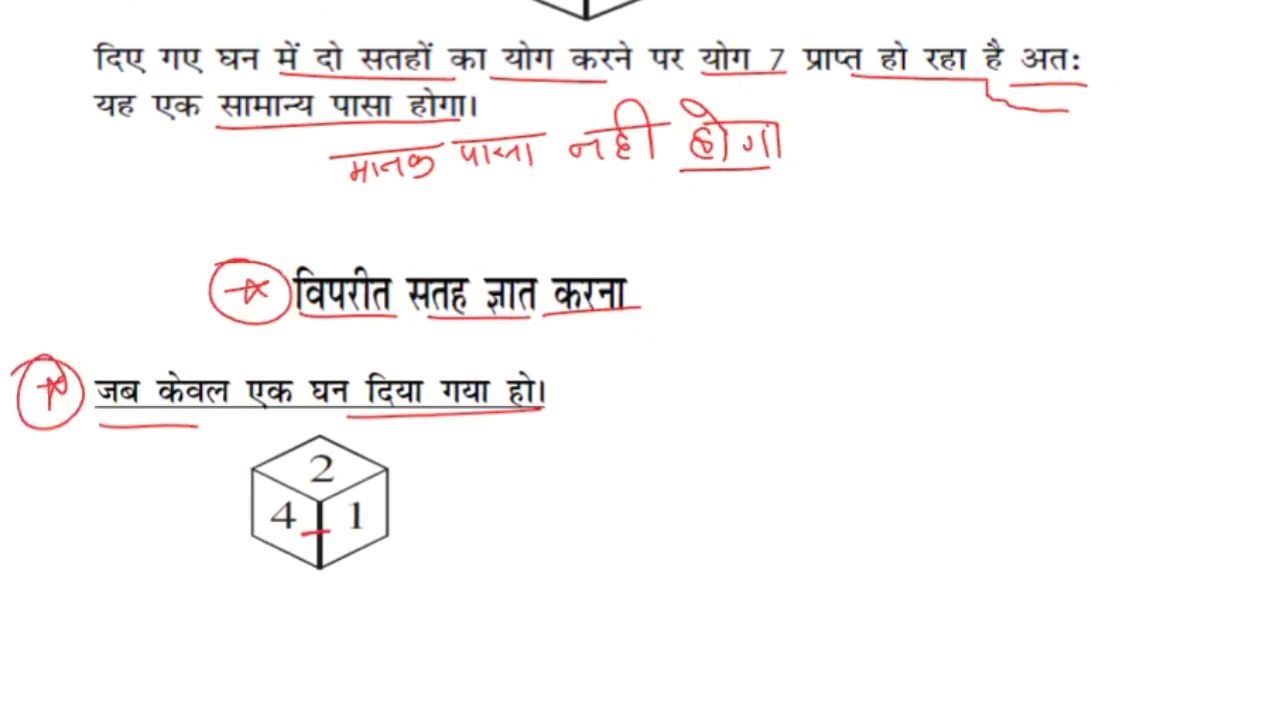 दिए गए घन में दो सतहों का योग करने पर योग 7 प्राप्त हो रहा है अतः
यह एक सामान्य पासा होगा।
मानक पासा नही होगा
विपरीत सतह ज्ञात करना
जब केवल एक घन दिया गया हो।
2
4 1